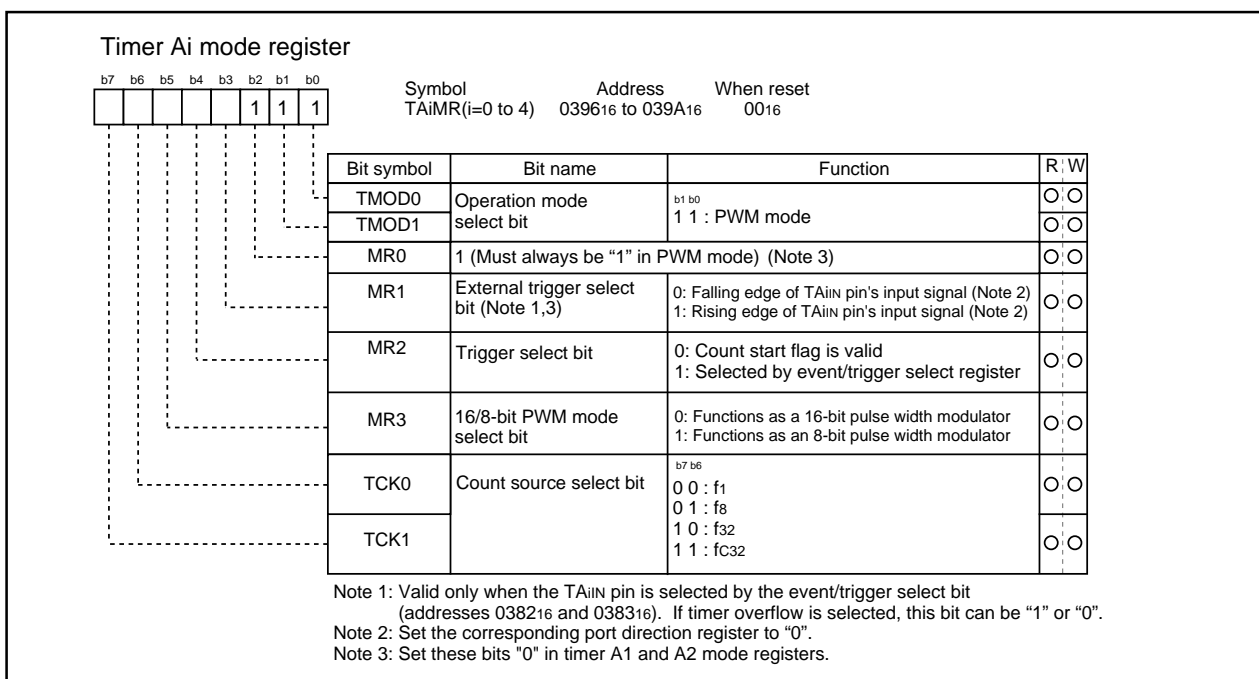 Timer Ai mode register
b7 b6 b5 b4 b3 b2 b1 b0
1 1 1
Symbol Address When reset
TAiMR(i=0 to 4) 039616 to 039A16 0016
Bit symbol Bit name Function R W
TMOD0 Operation mode select bit b1 b0
TMOD1 1 1 : PWM mode
MR0 1 (Must always be “1” in PWM mode) (Note 3)
MR1 External trigger select bit (Note 1,3) 0: Falling edge of TAiIN pin's input signal (Note 2)
1: Rising edge of TAiIN pin's input signal (Note 2)
MR2 Trigger select bit 0: Count start flag is valid
1: Selected by event/trigger select register
MR3 16/8-bit PWM mode select bit 0: Functions as a 16-bit pulse width modulator
1: Functions as an 8-bit pulse width modulator
TCK0 Count source select bit b7 b6
0 0 : f1
0 1 : f8
TCK1 1 0 : f32
1 1 : fC32
Note 1: Valid only when the TAiIN pin is selected by the event/trigger select bit
(addresses 038216 and 038316). If timer overflow is selected, this bit can be “1” or “0”.
Note 2: Set the corresponding port direction register to “0”.
Note 3: Set these bits "0" in timer A1 and A2 mode registers.